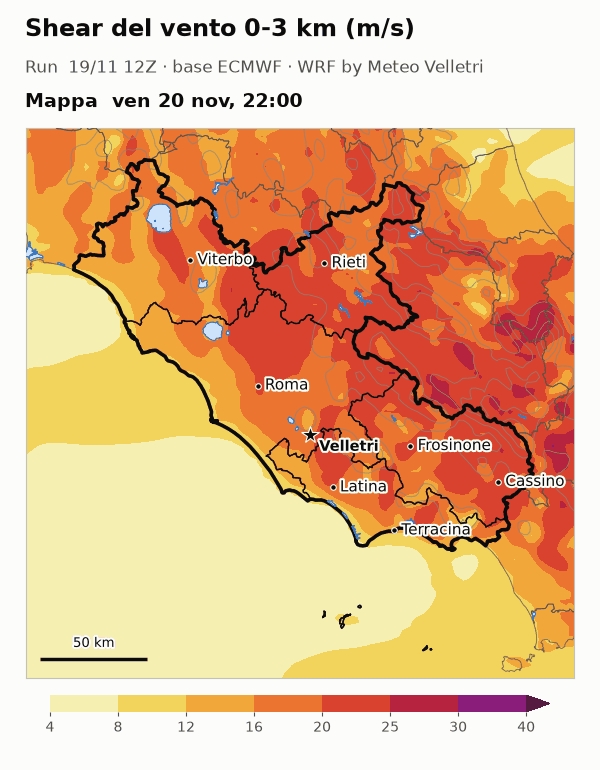 Shear del vento 0-3 km (m/s)
Run  19/11 12Z · base ECMWF · WRF by Meteo Velletri
Mappa  ven 20 nov, 22:00
Viterbo
Rieti
Roma
Velletri
Frosinone
Latina
Cassino
Terracina
50 km
4 8 12 16 20 25 30 40